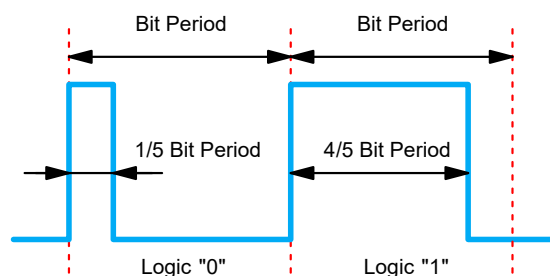 Bit Period
Bit Period
1/5 Bit Period
4/5 Bit Period
Logic "0"
Logic "1"